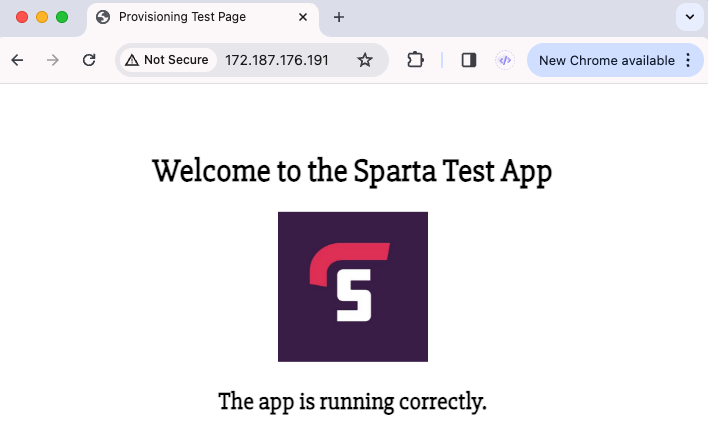 Provisioning Test Page
Not Secure 172.187.176.191 New Chrome available
Welcome to the Sparta Test App
S
The app is running correctly.